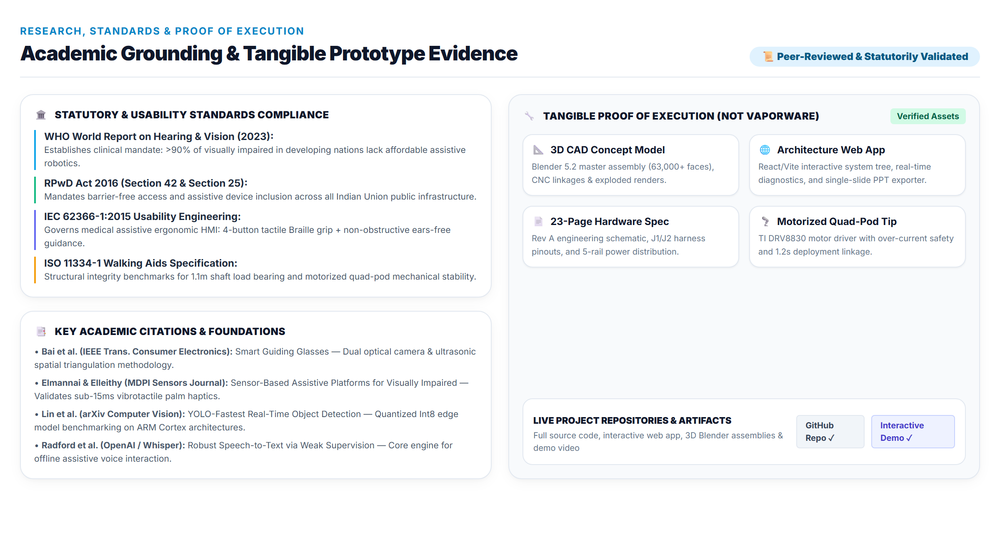 RESEARCH, STANDARDS & PROOF OF EXECUTION
Academic Grounding & Tangible Prototype Evidence
📜 Peer-Reviewed & Statutorily Validated
🏛️ STATUTORY & USABILITY STANDARDS COMPLIANCE
WHO World Report on Hearing & Vision (2023):
Establishes clinical mandate: >90% of visually impaired in developing nations lack affordable assistive
robotics.
RPwD Act 2016 (Section 42 & Section 25):
Mandates barrier-free access and assistive device inclusion across all Indian Union public infrastructure.
IEC 62366-1:2015 Usability Engineering:
Governs medical assistive ergonomic HMI: 4-button tactile Braille grip + non-obstructive ears-free
guidance.
ISO 11334-1 Walking Aids Specification:
Structural integrity benchmarks for 1.1m shaft load bearing and motorized quad-pod mechanical stability.
📑 KEY ACADEMIC CITATIONS & FOUNDATIONS
• Bai et al. (IEEE Trans. Consumer Electronics): Smart Guiding Glasses — Dual optical camera & ultrasonic
spatial triangulation methodology.
• Elmannai & Elleithy (MDPI Sensors Journal): Sensor-Based Assistive Platforms for Visually Impaired —
Validates sub-15ms vibrotactile palm haptics.
• Lin et al. (arXiv Computer Vision): YOLO-Fastest Real-Time Object Detection — Quantized Int8 edge
model benchmarking on ARM Cortex architectures.
• Radford et al. (OpenAI / Whisper): Robust Speech-to-Text via Weak Supervision — Core engine for
offline assistive voice interaction.
🔧 TANGIBLE PROOF OF EXECUTION (NOT VAPORWARE)
Verified Assets
📐 3D CAD Concept Model
Blender 5.2 master assembly (63,000+ faces),
CNC linkages & exploded renders.
🌐 Architecture Web App
React/Vite interactive system tree, real-time
diagnostics, and single-slide PPT exporter.
📄 23-Page Hardware Spec
Rev A engineering schematic, J1/J2 harness
pinouts, and 5-rail power distribution.
🦿 Motorized Quad-Pod Tip
TI DRV8830 motor driver with over-current safety
and 1.2s deployment linkage.
LIVE PROJECT REPOSITORIES & ARTIFACTS
Full source code, interactive web app, 3D Blender assemblies &
demo video
GitHub
Repo ✓
Interactive
Demo ✓